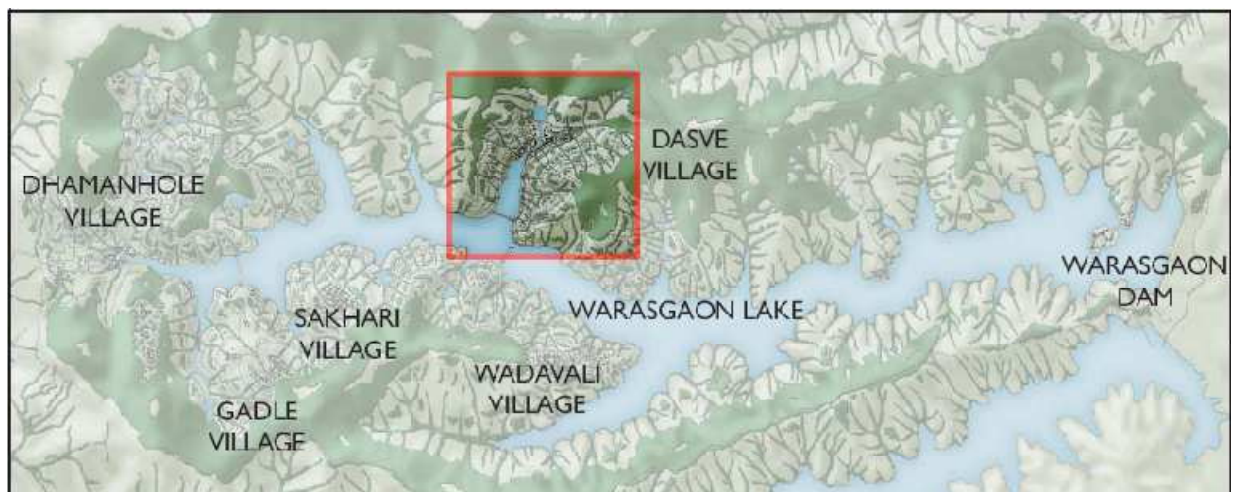 DASVE
VILLAGE
DHAMANHOLE
VILLAGE
WARASGAON
DAM
WARASGAON LAKE
SAKHARI
VILLAGE
WADAVALI
VILLAGE
GADLE
VILLAGE